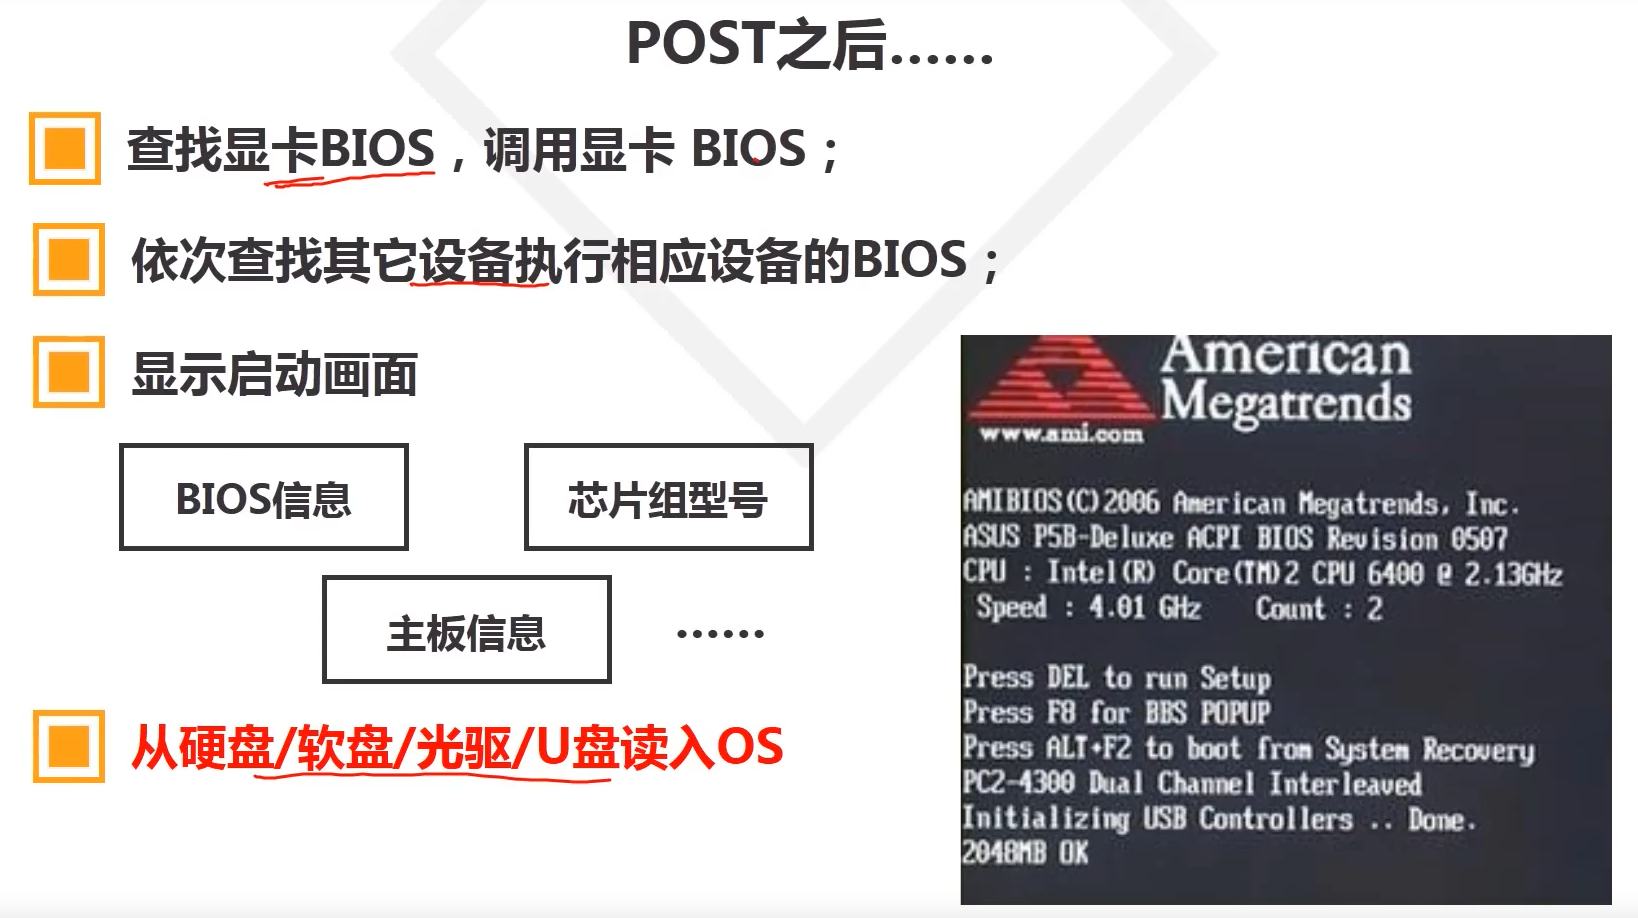 POST之后……
查找显卡BIOS，调用显卡 BIOS；
依次查找其它设备执行相应设备的BIOS；
显示启动画面
BIOS信息
芯片组型号
主板信息
……
从硬盘/软盘/光驱/U盘读入OS
American
Megatrends
www.ami.com
AMIBIOS(C)2006 American Megatrends, Inc.
ASUS P5B-Deluxe ACPI BIOS Revision 0507
CPU : Intel(R) Core(TM)2 CPU 6400 @ 2.13GHz
Speed : 4.01 GHz Count : 2
Press DEL to run Setup
Press F8 for BBS POPUP
Press ALT+F2 to boot from System Recovery
PC2-4300 Dual Channel Interleaved
Initializing USB Controllers .. Done.
2048MB OK